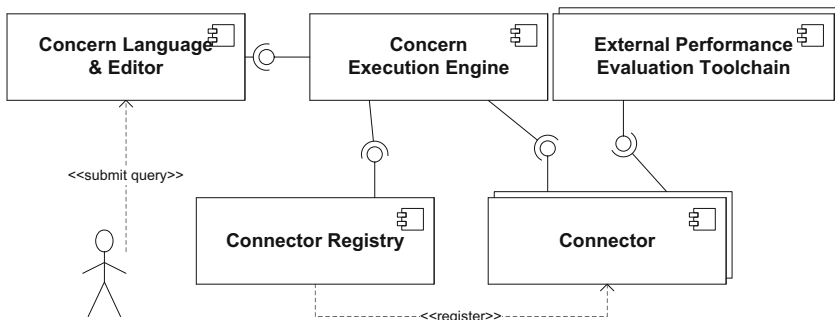 Concern Language
& Editor
Concern
Execution Engine
External Performance
Evaluation Toolchain
<<submit query>>
Connector Registry
Connector
<<register>>